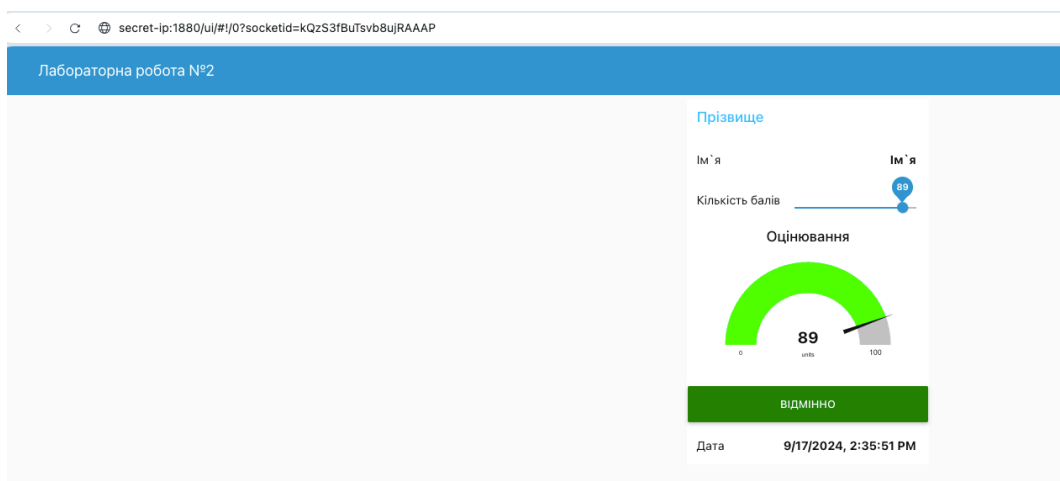 secret-ip:1880/ui/#!/0?socketid=kQzS3fBuTsvb8ujRAAAP
Лабораторна робота №2
Прізвище
Ім`я Ім`я
89
Кількість балів
Оцінювання
89
0 units 100
ВІДМІННО
Дата 9/17/2024, 2:35:51 PM